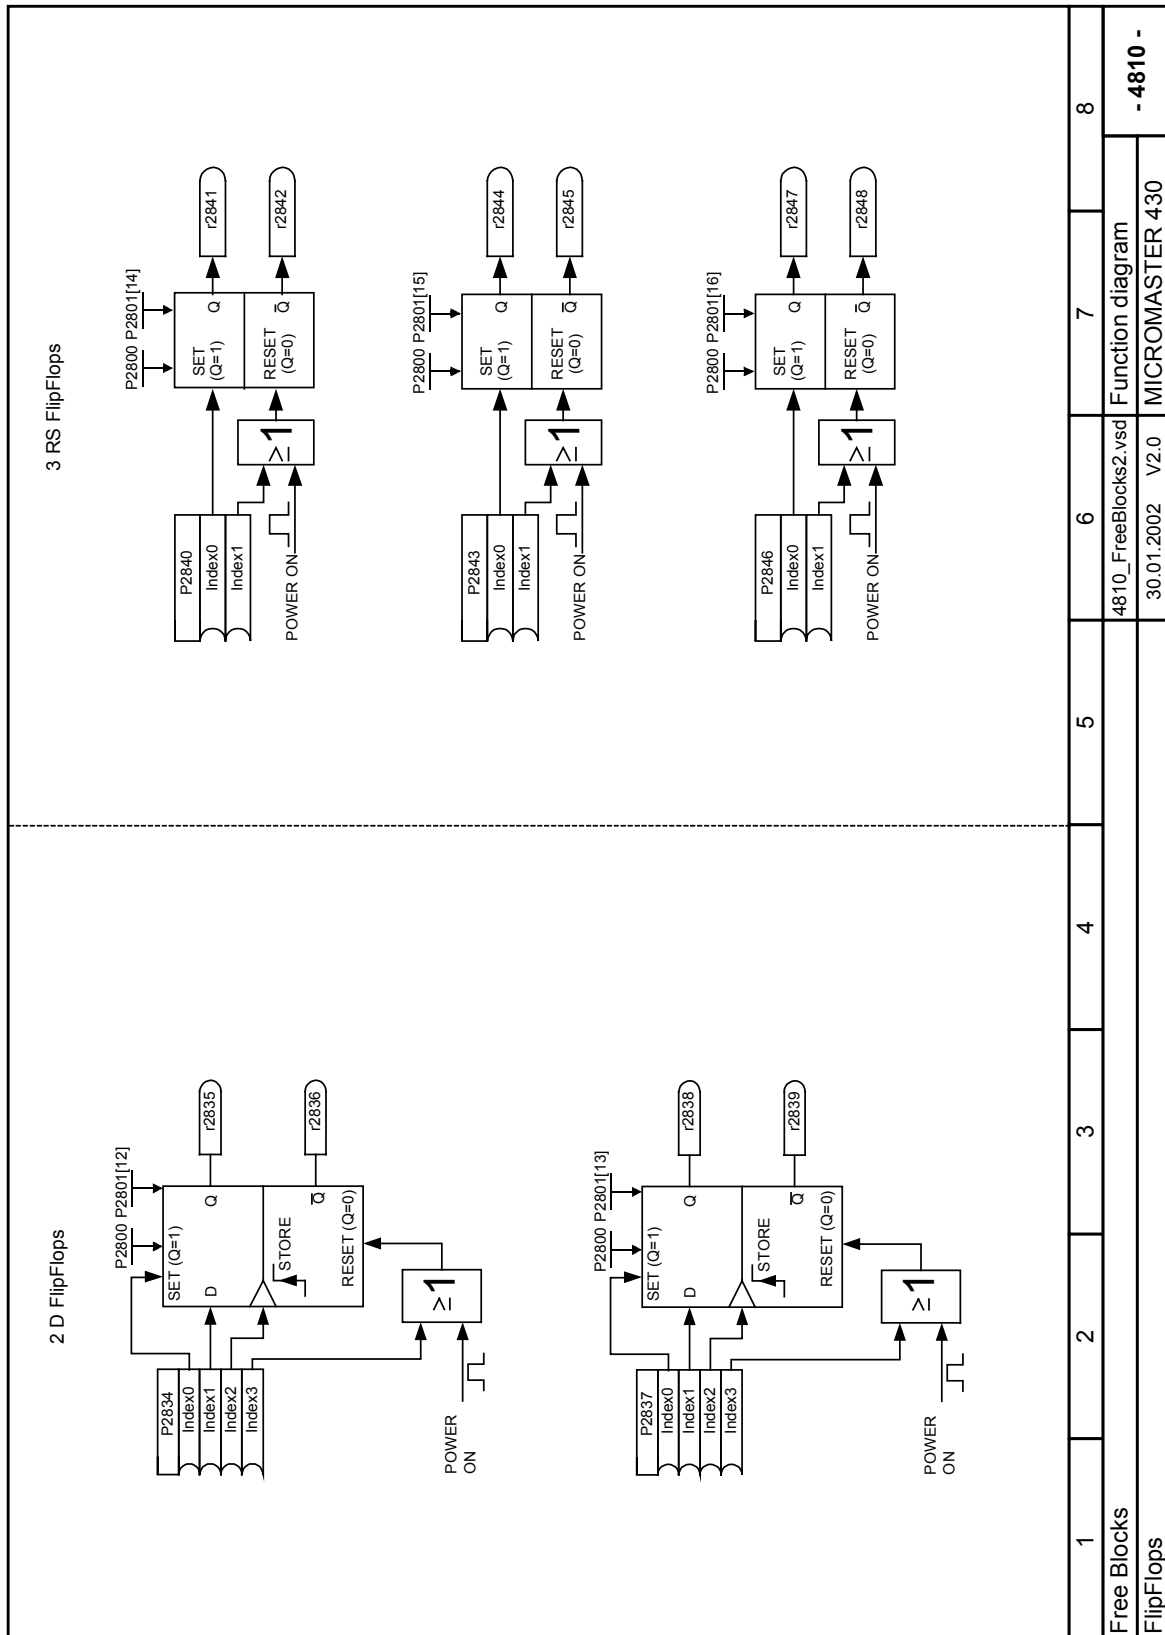 2 D FlipFlops
P2800 P2801[12]
P2834
Index0
Index1
Index2
Index3
SET (Q=1)
D
Q
STORE
Q
RESET (Q=0)
POWER
ON
≥1
r2835
r2836
P2800 P2801[13]
P2837
Index0
Index1
Index2
Index3
SET (Q=1)
D
Q
STORE
Q
RESET (Q=0)
POWER
ON
≥1
r2838
r2839
3 RS FlipFlops
P2800 P2801[14]
P2840
Index0
Index1
POWER ON
≥1
SET
(Q=1)
Q
RESET
(Q=0)
Q
r2841
r2842
P2800 P2801[15]
P2843
Index0
Index1
POWER ON
≥1
SET
(Q=1)
Q
RESET
(Q=0)
Q
r2844
r2845
P2800 P2801[16]
P2846
Index0
Index1
POWER ON
≥1
SET
(Q=1)
Q
RESET
(Q=0)
Q
r2847
r2848
1 2 3 4 5 6 7 8
Free Blocks
4810_FreeBlocks2.vsd
Function diagram
- 4810 -
FlipFlops
30.01.2002 V2.0
MICROMASTER 430